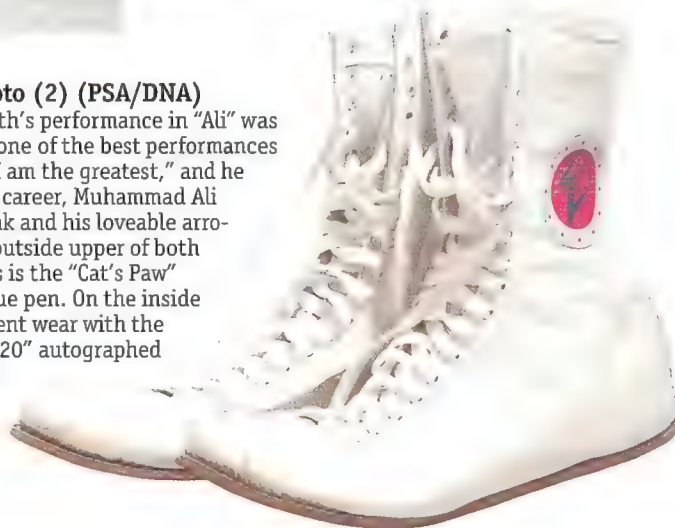 oto (2) (PSA/DNA)
th's performance in "Ali" was
one of the best performances
I am the greatest," and he
career, Muhammad Ali
nk and his loveable arro-
outside upper of both
s is the "Cat's Paw"
ue pen. On the inside
ent wear with the
20" autographed